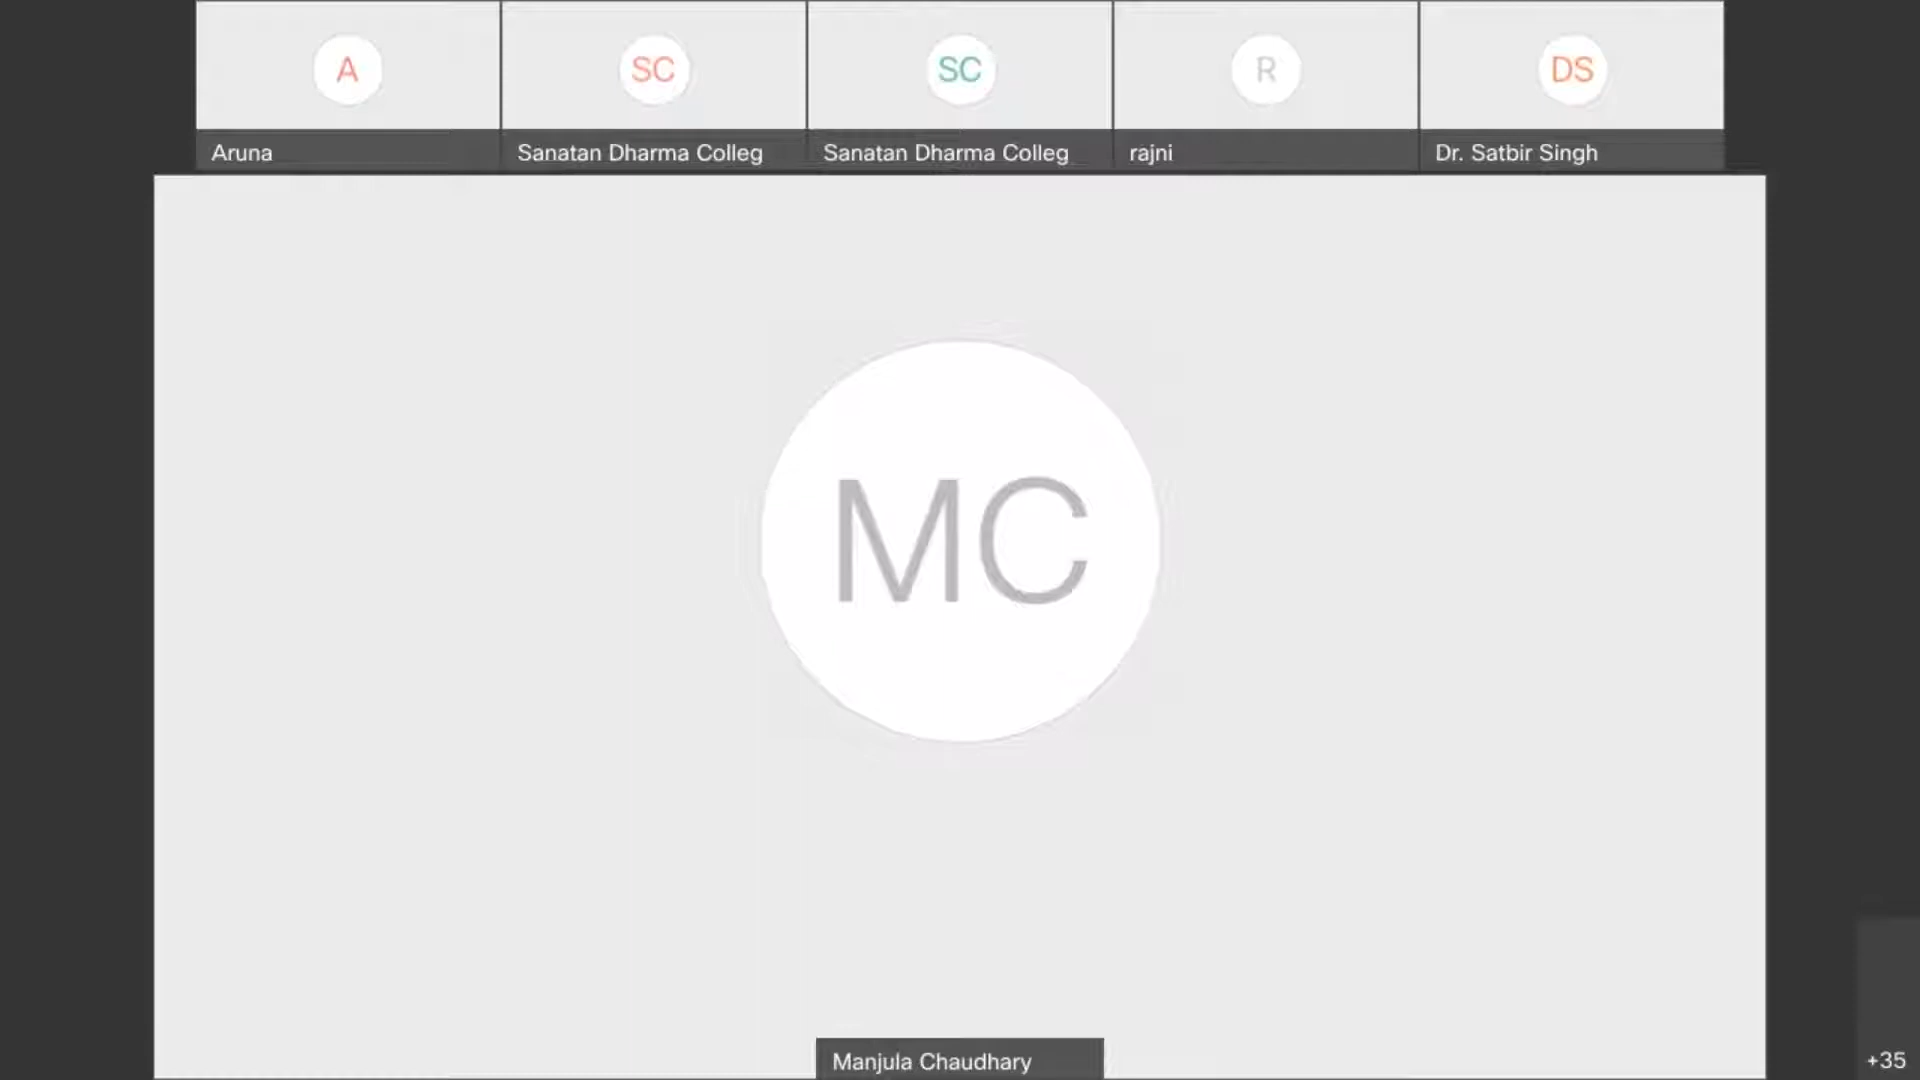 A
SC
SC
R
DS
Aruna
Sanatan Dharma Colleg
Sanatan Dharma Colleg
rajni
Dr. Satbir Singh
MC
Manjula Chaudhary
+35